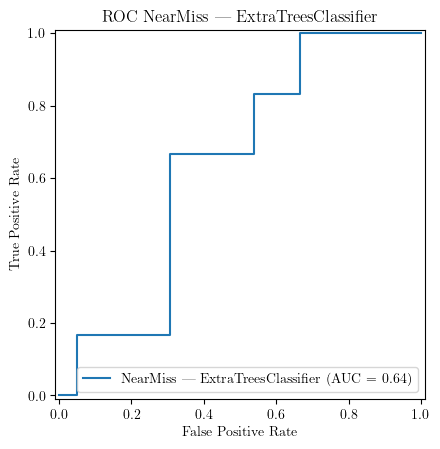 ROC NearMiss — ExtraTreesClassifier
1.0
0.8
0.6
0.4
0.2
0.0
True Positive Rate
NearMiss — ExtraTreesClassifier (AUC = 0.64)
0.0 0.2 0.4 0.6 0.8 1.0
False Positive Rate